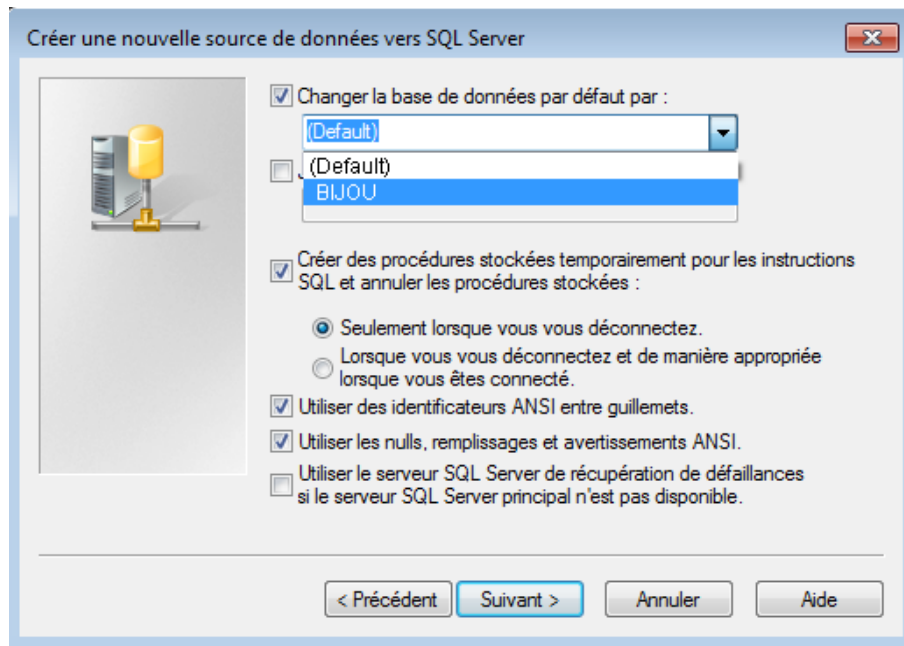 Créer une nouvelle source de données vers SQL Server
Changer la base de données par défaut par :
(Default)
(Default)
BIJOU
Créer des procédures stockées temporairement pour les instructions
SQL et annuler les procédures stockées :
Seulement lorsque vous vous déconnectez.
Lorsque vous vous déconnectez et de manière appropriée
lorsque vous êtes connecté.
Utiliser des identificateurs ANSI entre guillemets.
Utiliser les nulls, remplissages et avertissements ANSI.
Utiliser le serveur SQL Server de récupération de défaillances
si le serveur SQL Server principal n'est pas disponible.
< Précédent Suivant > Annuler Aide